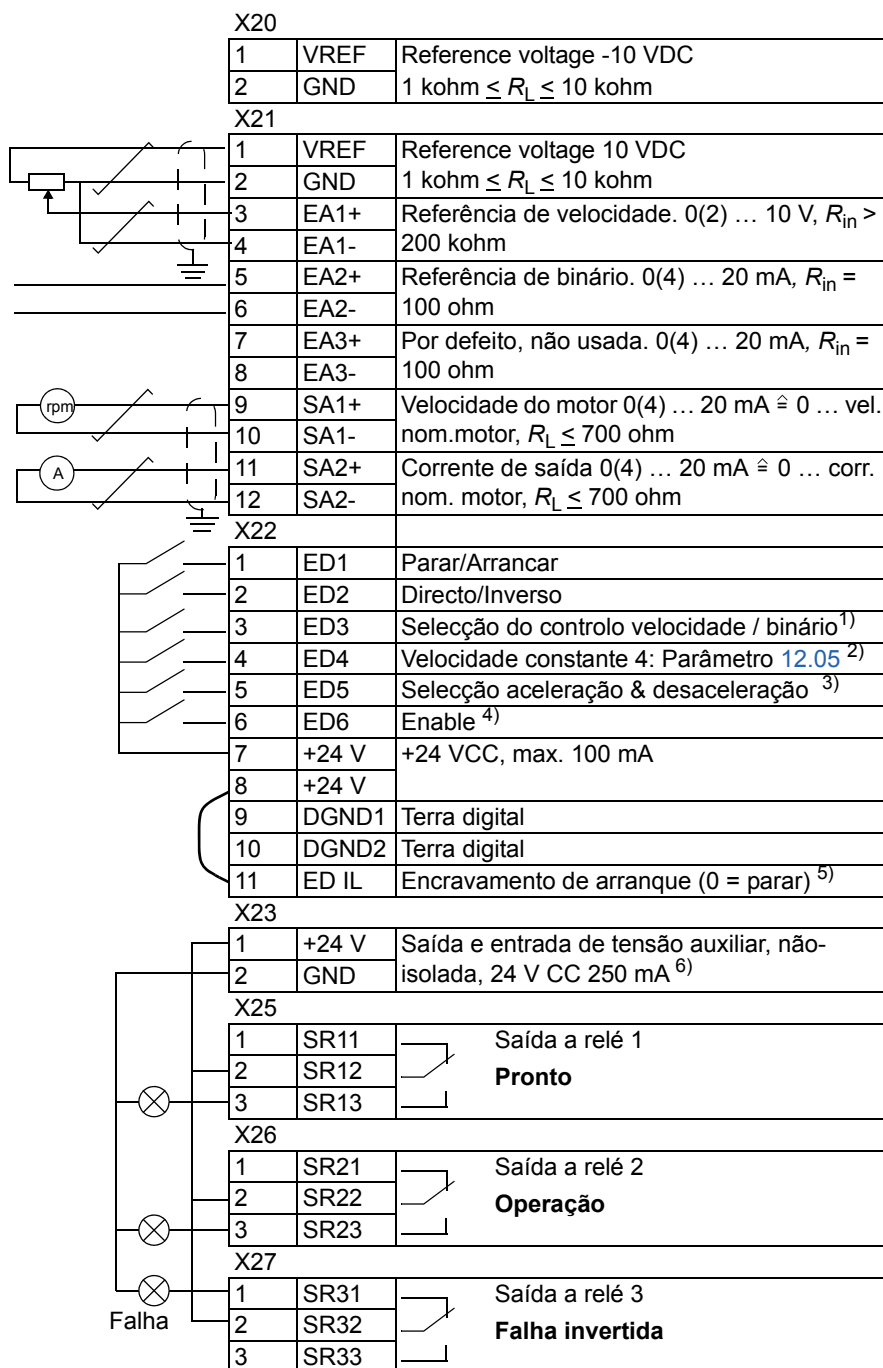 X20
1 VREF Reference voltage -10 VDC
2 GND 1 kohm ≤ RL ≤ 10 kohm
X21
1 VREF Reference voltage 10 VDC
2 GND 1 kohm ≤ RL ≤ 10 kohm
3 EA1+ Referência de velocidade. 0(2) … 10 V, Rin >
4 EA1- 200 kohm
5 EA2+ Referência de binário. 0(4) … 20 mA, Rin =
6 EA2- 100 ohm
7 EA3+ Por defeito, não usada. 0(4) … 20 mA, Rin =
8 EA3- 100 ohm
rpm 9 SA1+ Velocidade do motor 0(4) … 20 mA ≙ 0 … vel.
10 SA1- nom.motor, RL ≤ 700 ohm
A 11 SA2+ Corrente de saída 0(4) … 20 mA ≙ 0 … corr.
12 SA2- nom. motor, RL ≤ 700 ohm
X22
1 ED1 Parar/Arrancar
2 ED2 Directo/Inverso
3 ED3 Selecção do controlo velocidade / binário 1)
4 ED4 Velocidade constante 4: Parâmetro 12.05 2)
5 ED5 Selecção aceleração & desaceleração 3)
6 ED6 Enable 4)
7 +24 V +24 VCC, max. 100 mA
8 +24 V
9 DGND1 Terra digital
10 DGND2 Terra digital
11 ED IL Encravamento de arranque (0 = parar) 5)
X23
1 +24 V Saída e entrada de tensão auxiliar, não-
2 GND isolada, 24 V CC 250 mA 6)
X25
1 SR11 Saída a relé 1
2 SR12 Pronto
3 SR13
X26
1 SR21 Saída a relé 2
2 SR22 Operação
3 SR23
X27
1 SR31 Saída a relé 3
Falha 2 SR32 Falha invertida
3 SR33